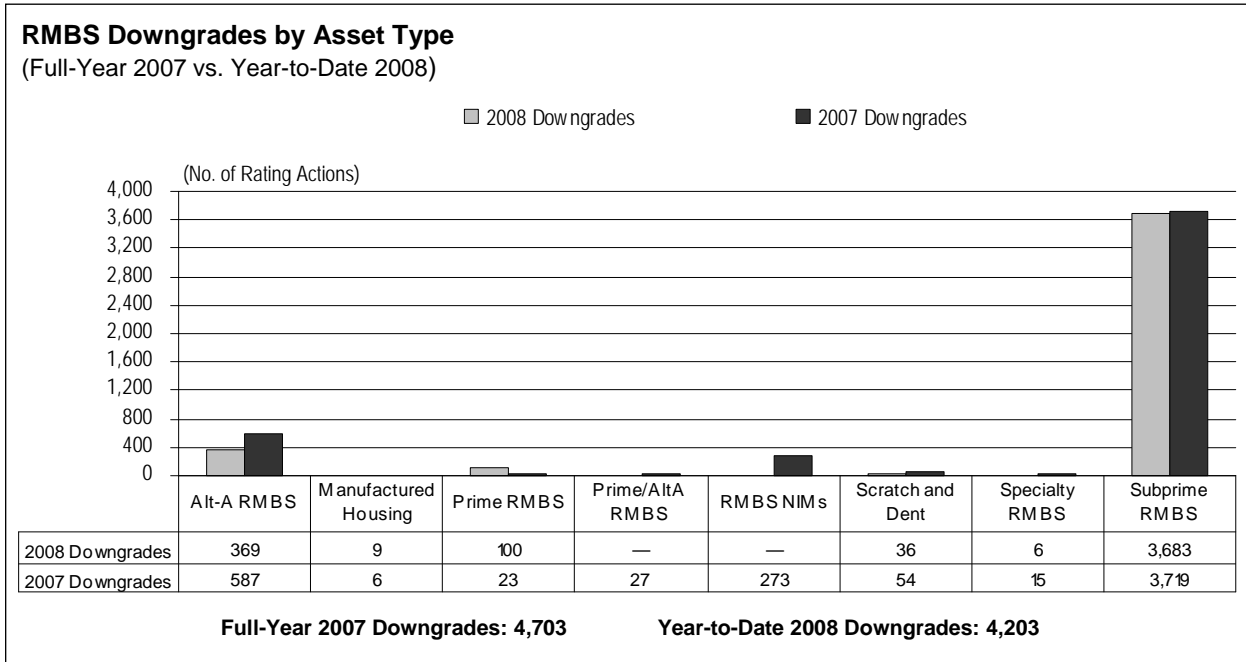 RMBS Downgrades by Asset Type
(Full-Year 2007 vs. Year-to-Date 2008)
2008 Downgrades 2007 Downgrades
(No. of Rating Actions)
4,000
3,600
3,200
2,800
2,400
2,000
1,600
1,200
800
400
0
Alt-A RMBS Manufactured Housing Prime RMBS Prime/AltA RMBS RMBS NIMs Scratch and Dent Specialty RMBS Subprime RMBS
2008 Downgrades 369 9 100 — — 36 6 3,683
2007 Downgrades 587 6 23 27 273 54 15 3,719
Full-Year 2007 Downgrades: 4,703 Year-to-Date 2008 Downgrades: 4,203